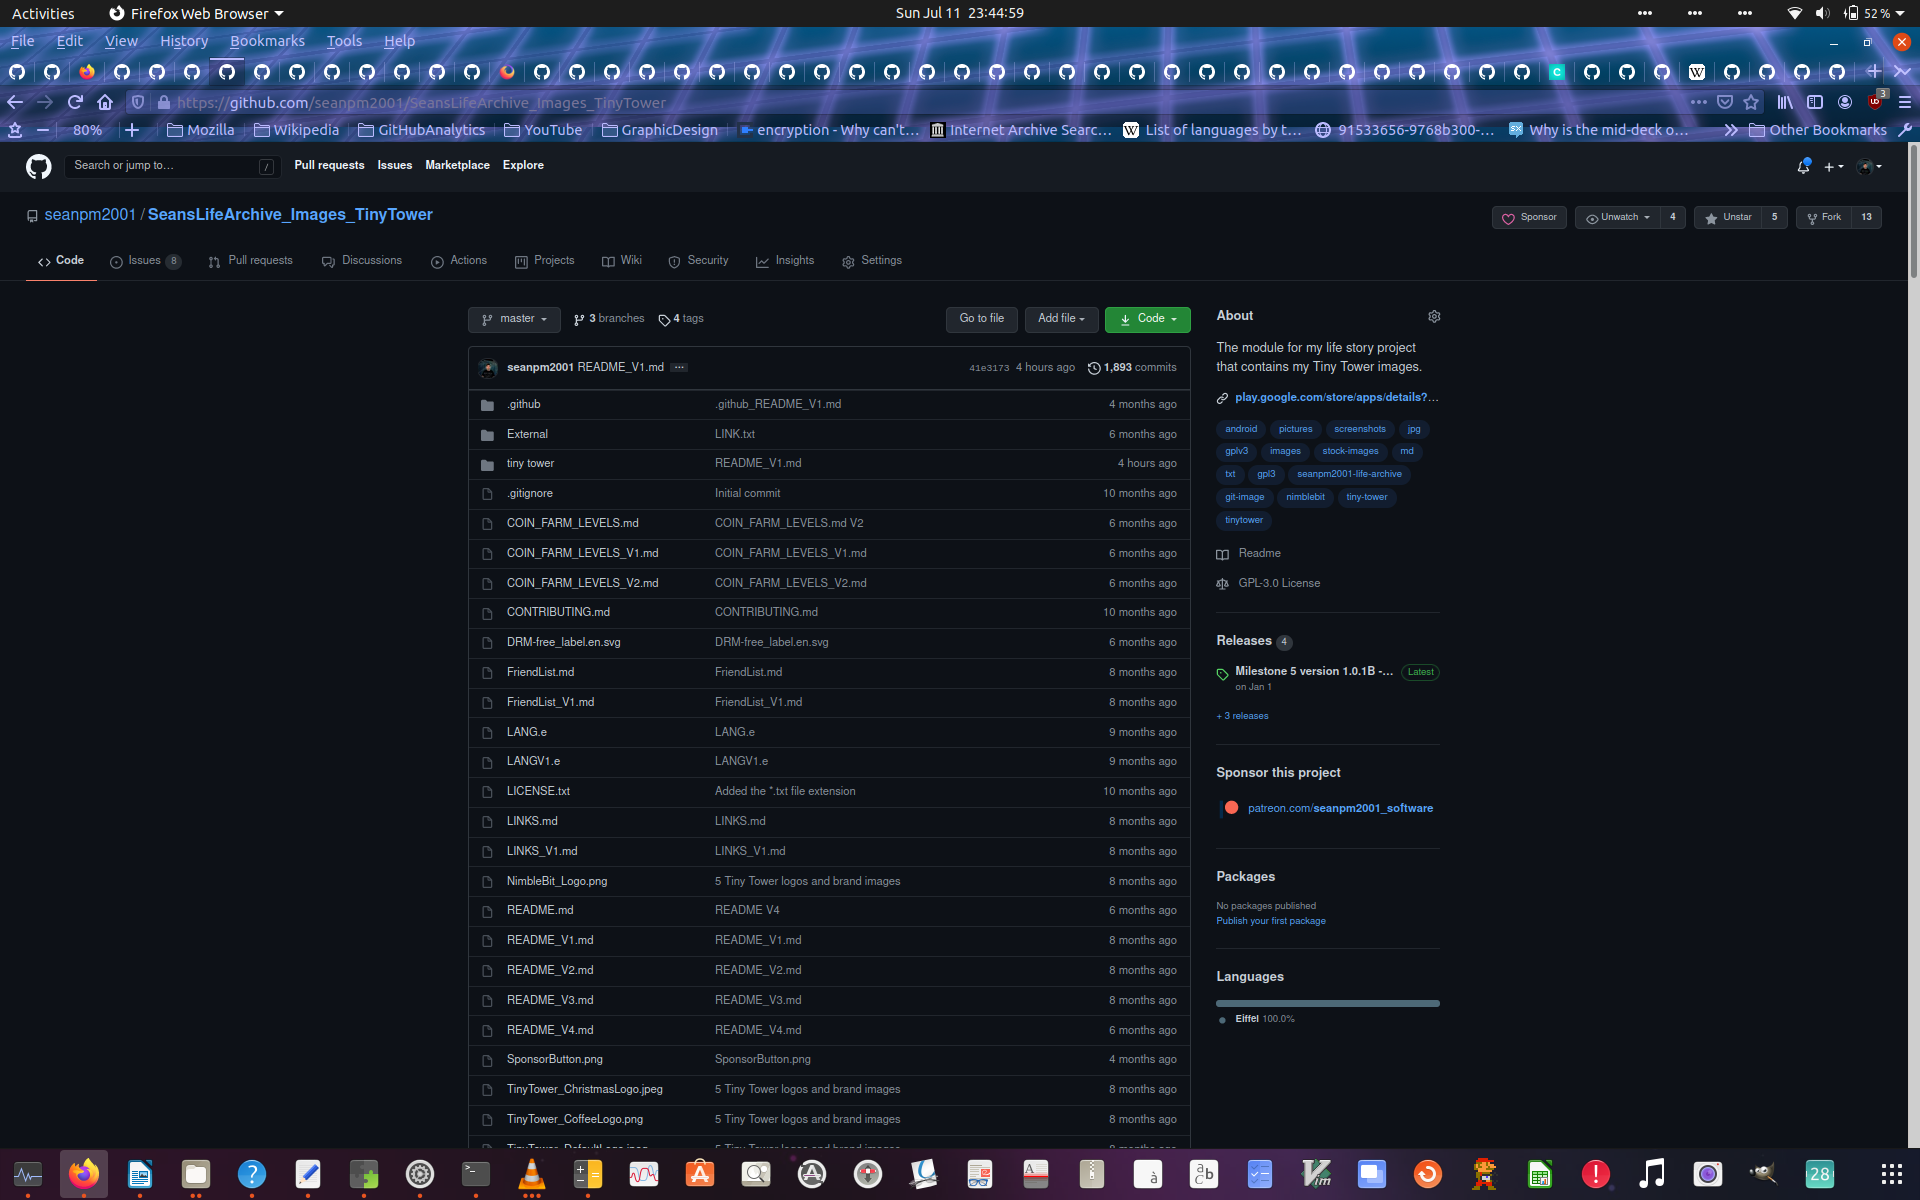 Activities Firefox Web Browser Sun Jul 11 23:44:59 52 %
File Edit View History Bookmarks Tools Help
https://github.com/seanpm2001/SeansLifeArchive_Images_TinyTower 3
80% Mozilla Wikipedia GitHubAnalytics YouTube GraphicDesign encryption - Why can't… Internet Archive Searc… List of languages by t… 91533656-9768b300-… Why is the mid-deck o… Other Bookmarks
Search or jump to… / Pull requests Issues Marketplace Explore
seanpm2001 / SeansLifeArchive_Images_TinyTower Sponsor Unwatch 4 Unstar 5 Fork 13
Code Issues 8 Pull requests Discussions Actions Projects Wiki Security Insights Settings
master 3 branches 4 tags Go to file Add file Code
seanpm2001 README_V1.md ... 41e3173 4 hours ago 1,893 commits
.github .github_README_V1.md 4 months ago
External LINK.txt 6 months ago
tiny tower README_V1.md 4 hours ago
.gitignore Initial commit 10 months ago
COIN_FARM_LEVELS.md COIN_FARM_LEVELS.md V2 6 months ago
COIN_FARM_LEVELS_V1.md COIN_FARM_LEVELS_V1.md 6 months ago
COIN_FARM_LEVELS_V2.md COIN_FARM_LEVELS_V2.md 6 months ago
CONTRIBUTING.md CONTRIBUTING.md 10 months ago
DRM-free_label.en.svg DRM-free_label.en.svg 6 months ago
FriendList.md FriendList.md 8 months ago
FriendList_V1.md FriendList_V1.md 8 months ago
LANG.e LANG.e 9 months ago
LANGV1.e LANGV1.e 9 months ago
LICENSE.txt Added the *.txt file extension 10 months ago
LINKS.md LINKS.md 8 months ago
LINKS_V1.md LINKS_V1.md 8 months ago
NimbleBit_Logo.png 5 Tiny Tower logos and brand images 8 months ago
README.md README V4 6 months ago
README_V1.md README_V1.md 8 months ago
README_V2.md README_V2.md 8 months ago
README_V3.md README_V3.md 8 months ago
README_V4.md README_V4.md 6 months ago
SponsorButton.png SponsorButton.png 4 months ago
TinyTower_ChristmasLogo.jpeg 5 Tiny Tower logos and brand images 8 months ago
TinyTower_CoffeeLogo.png 5 Tiny Tower logos and brand images 8 months ago
About
The module for my life story project
that contains my Tiny Tower images.
play.google.com/store/apps/details?…
android pictures screenshots jpg
gplv3 images stock-images md
txt gpl3 seanpm2001-life-archive
git-image nimblebit tiny-tower
tinytower
Readme
GPL-3.0 License
Releases 4
Milestone 5 version 1.0.1B -… Latest
on Jan 1
+ 3 releases
Sponsor this project
patreon.com/seanpm2001_software
Packages
No packages published
Publish your first package
Languages
Eiffel 100.0%
28